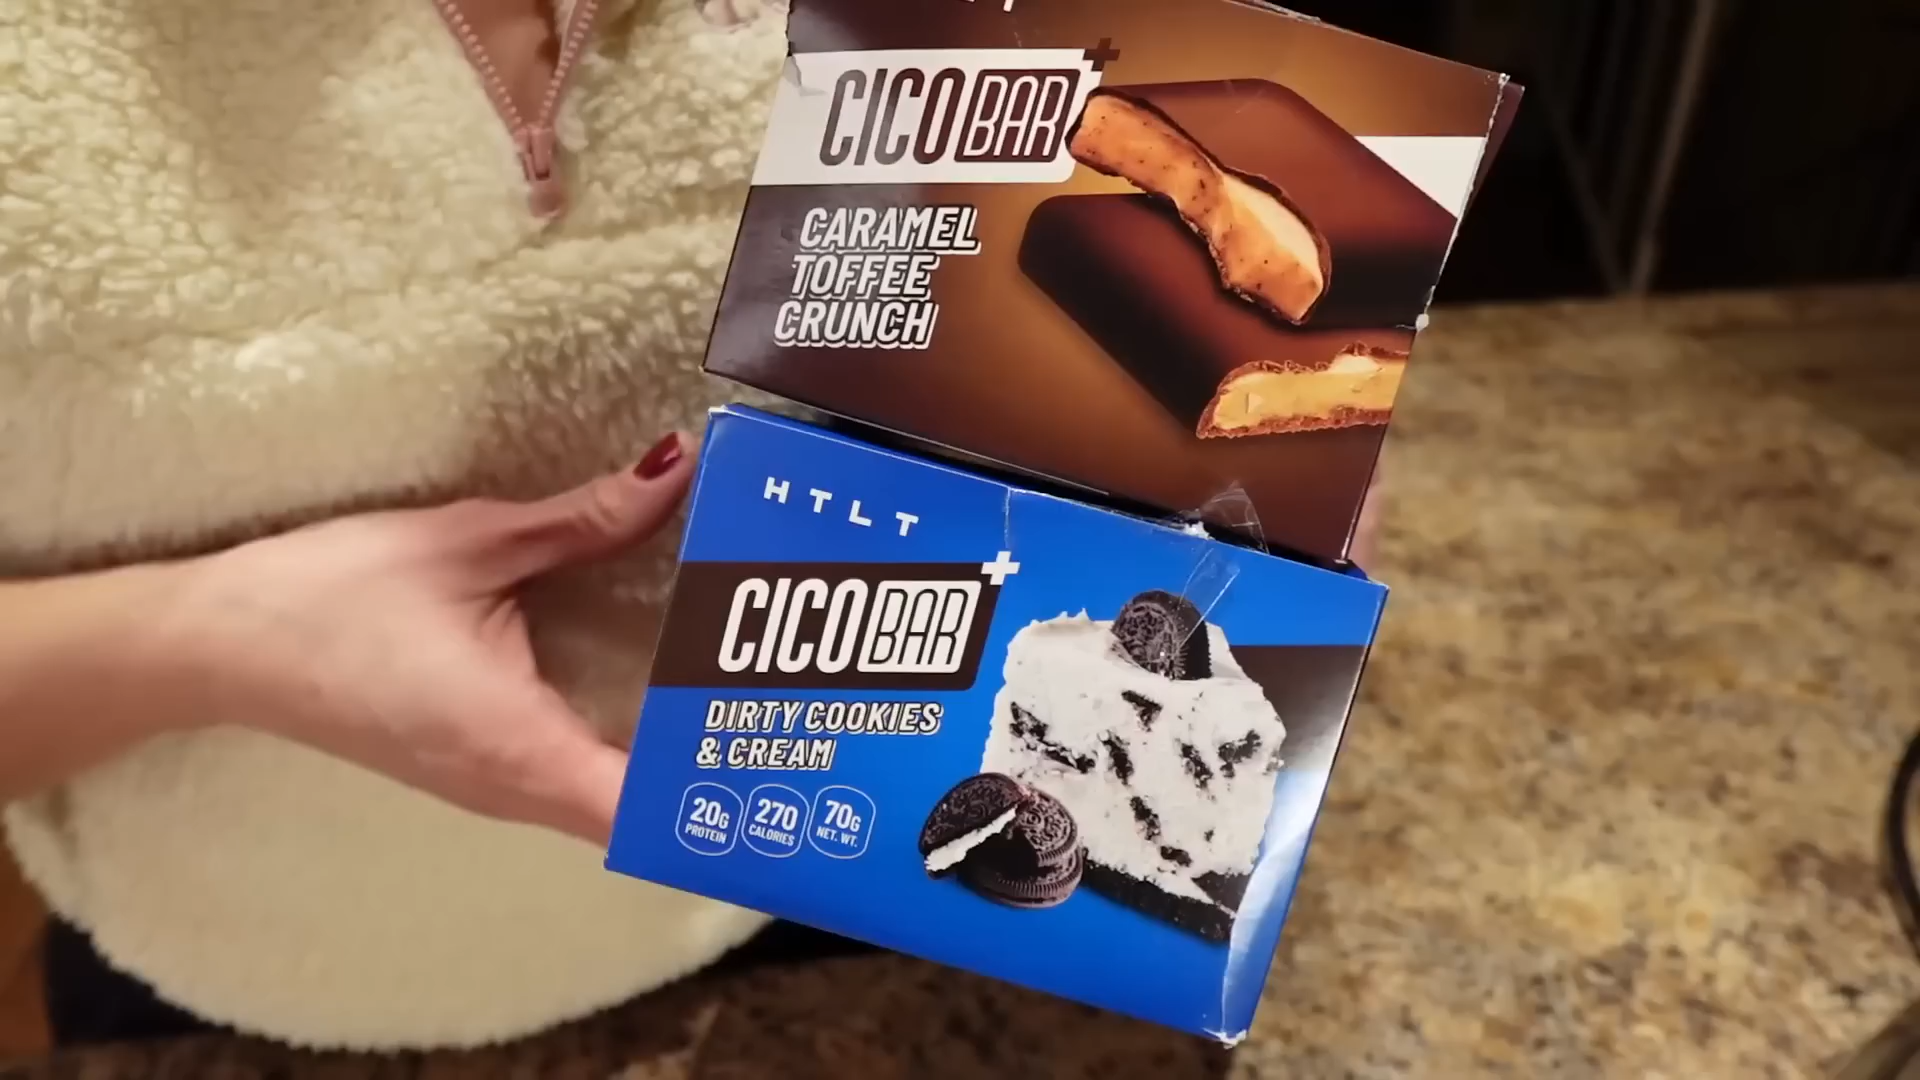 CICO BAR+
CARAMEL
TOFFEE
CRUNCH
HTLT
CICO BAR+
DIRTY COOKIES
& CREAM
20G PROTEIN
270 CALORIES
70G NET. WT.